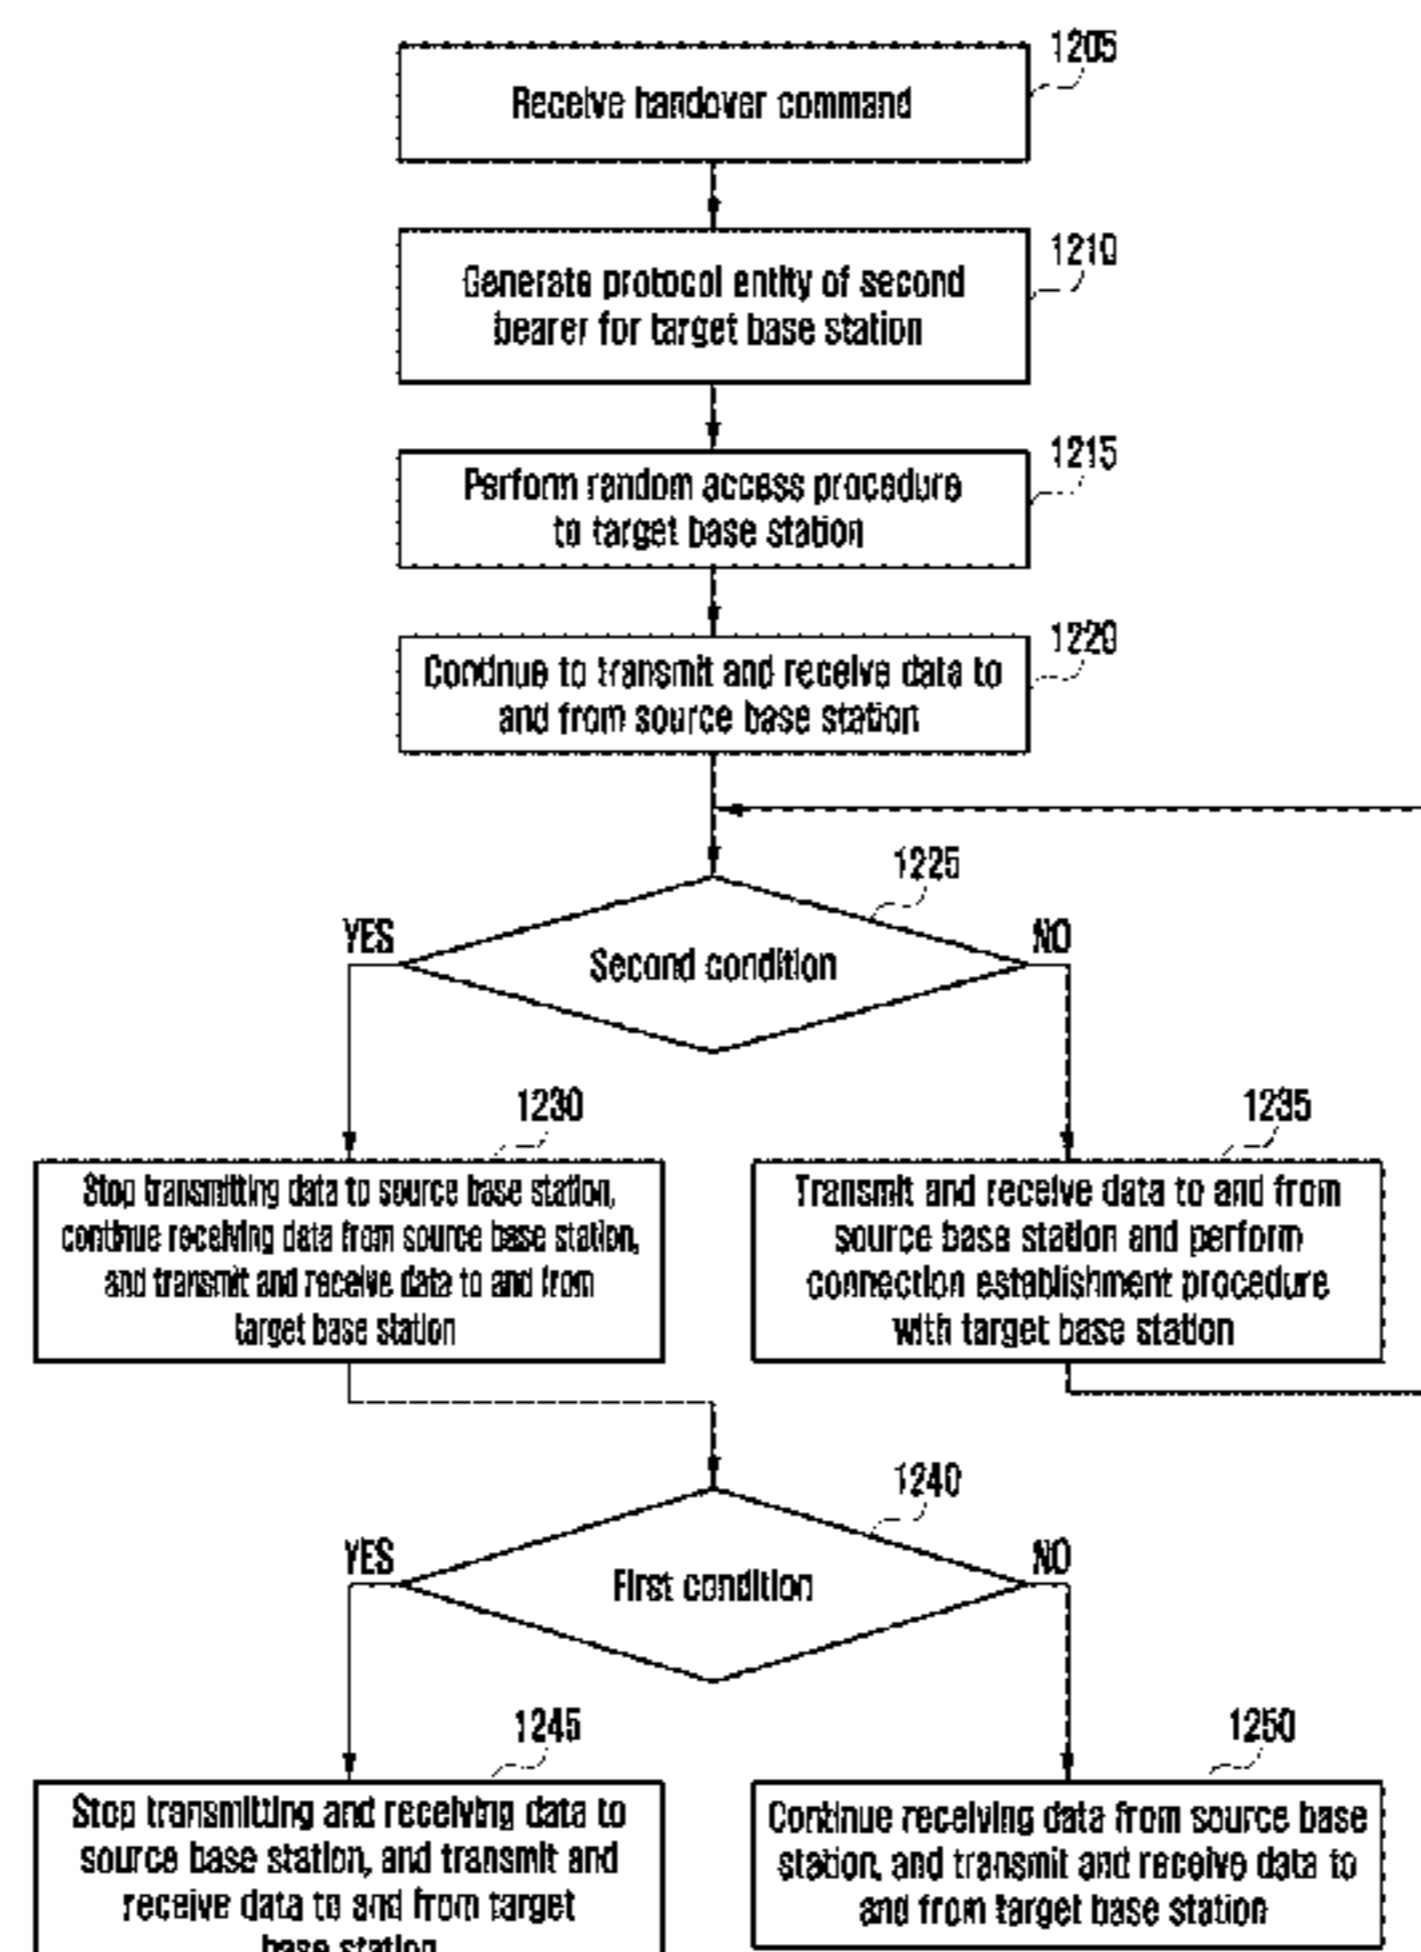 1205
Receive handover command
1210
Generate protocol entity of second
bearer for target base station
1215
Perform random access procedure
to target base station
1220
Continue to transmit and receive data to
and from source base station
1225
YES
NO
Second condition
1230
Stop transmitting data to source base station,
continue receiving data from source base station,
and transmit and receive data to and from
target base station
1235
Transmit and receive data to and from
source base station and perform
connection establishment procedure
with target base station
1240
YES
NO
First condition
1245
Stop transmitting and receiving data to
source base station, and transmit and
receive data to and from target
base station
1250
Continue receiving data from source base
station, and transmit and receive data to
and from target base station